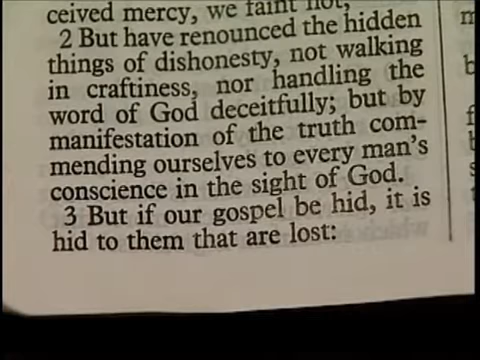 ceived mercy, we faint not;
2 But have renounced the hidden
things of dishonesty, not walking
in craftiness, nor handling the
word of God deceitfully; but by
manifestation of the truth com-
mending ourselves to every man's
conscience in the sight of God.
3 But if our gospel be hid, it is
hid to them that are lost: